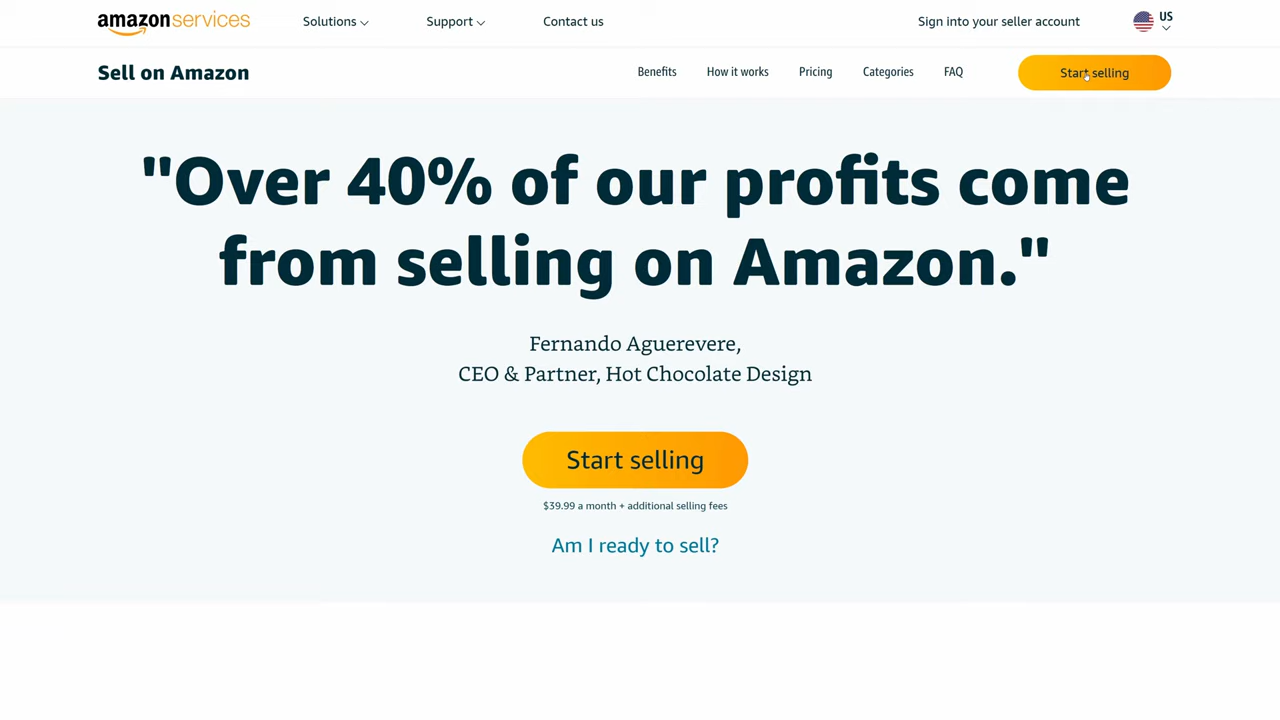 amazonservices
Solutions
Support
Contact us
Sign into your seller account
US
Sell on Amazon
Benefits
How it works
Pricing
Categories
FAQ
Start selling
"Over 40% of our profits come
from selling on Amazon."
Fernando Aguerevere,
CEO & Partner, Hot Chocolate Design
Start selling
$39.99 a month + additional selling fees
Am I ready to sell?